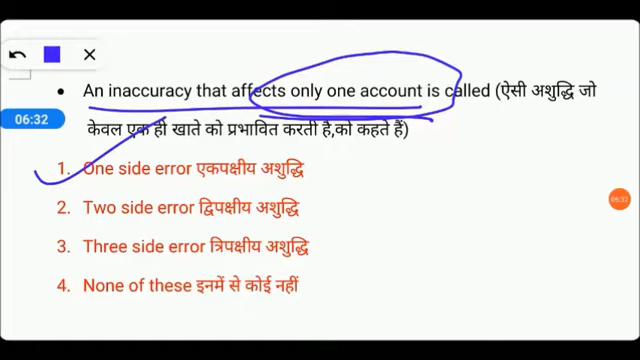 An inaccuracy that affects only one account is called (ऐसी अशुद्धि जो
06:32
केवल एक ही खाते को प्रभावित करती है,को कहते हैं)
1. One side error एकपक्षीय अशुद्धि
06:32
2. Two side error द्विपक्षीय अशुद्धि
3. Three side error त्रिपक्षीय अशुद्धि
4. None of these इनमें से कोई नहीं